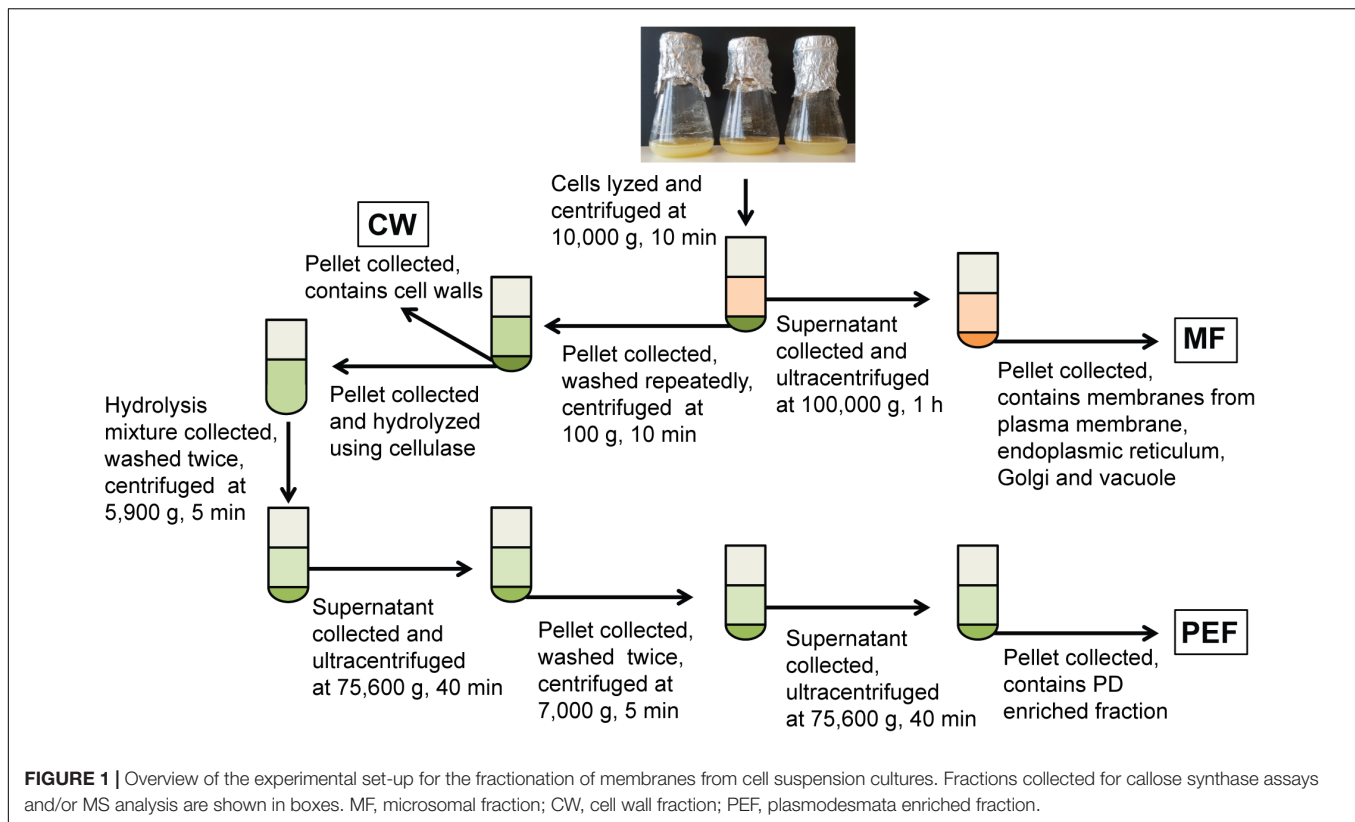 Cells lyzed and
centrifuged at
10,000 g, 10 min
CW
Pellet collected,
contains cell walls
Supernatant
collected and
ultracentrifuged
at 100,000 g, 1 h
MF
Pellet collected,
contains membranes from
plasma membrane,
endoplasmic reticulum,
Golgi and vacuole
Pellet collected,
washed repeatedly,
centrifuged at
100 g, 10 min
Pellet collected
and hydrolyzed
using cellulase
Hydrolysis
mixture collected,
washed twice,
centrifuged at
5,900 g, 5 min
Supernatant
collected and
ultracentrifuged
at 75,600 g, 40 min
Pellet collected,
washed twice,
centrifuged at
7,000 g, 5 min
Supernatant
collected,
ultracentrifuged
at 75,600 g, 40 min
PEF
Pellet collected,
contains PD
enriched fraction
FIGURE 1 | Overview of the experimental set-up for the fractionation of membranes from cell suspension cultures. Fractions collected for callose synthase assays
and/or MS analysis are shown in boxes. MF, microsomal fraction; CW, cell wall fraction; PEF, plasmodesmata enriched fraction.